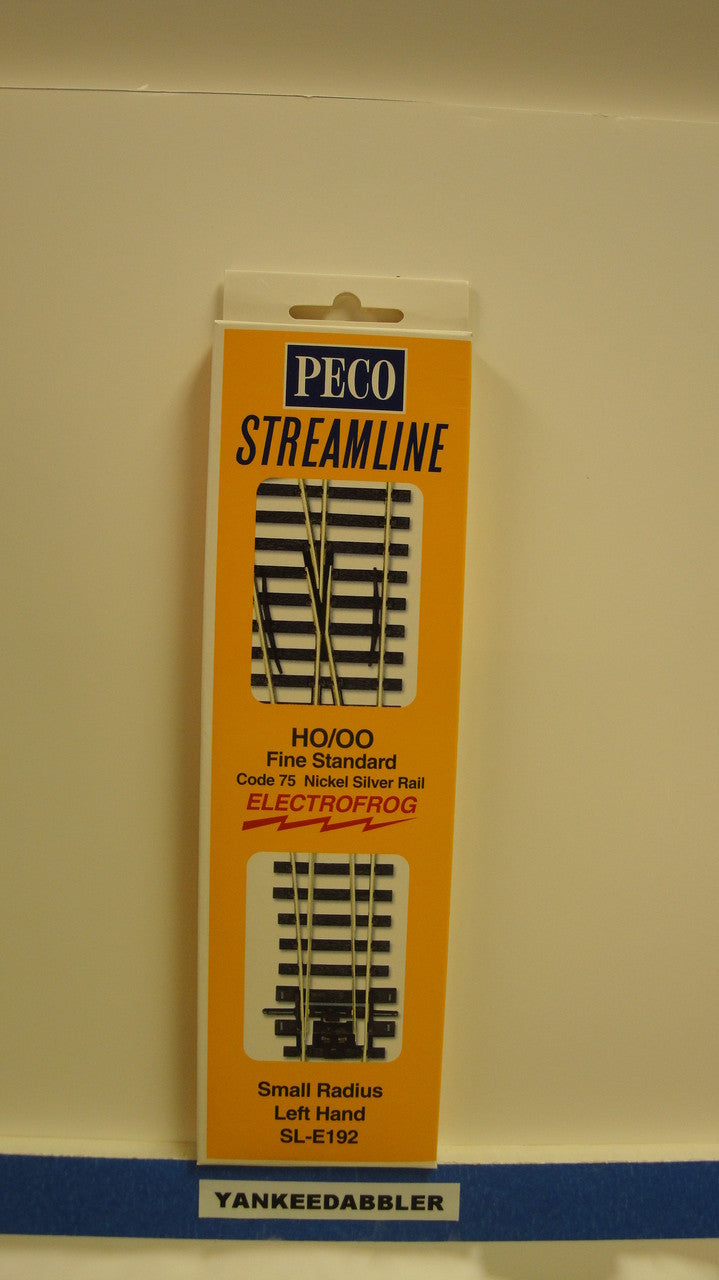 PECO
STREAMLINE
HO/OO
Fine Standard
Code 75 Nickel Silver Rail
ELECTROFROG
Small Radius
Left Hand
SL-E192
YANKEEDABBLER